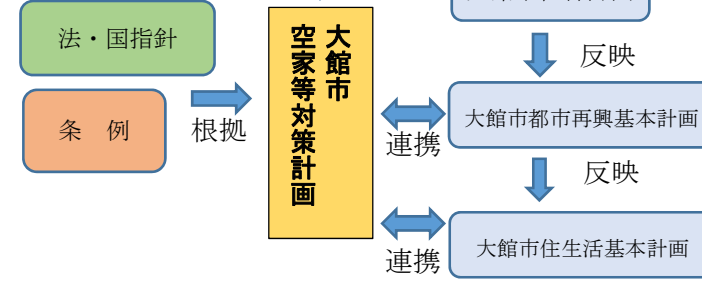 法・国指針
条　例
根拠
大館市
空家等対策計画
反映
大館市都市再興基本計画
連携
反映
大館市住生活基本計画
連携